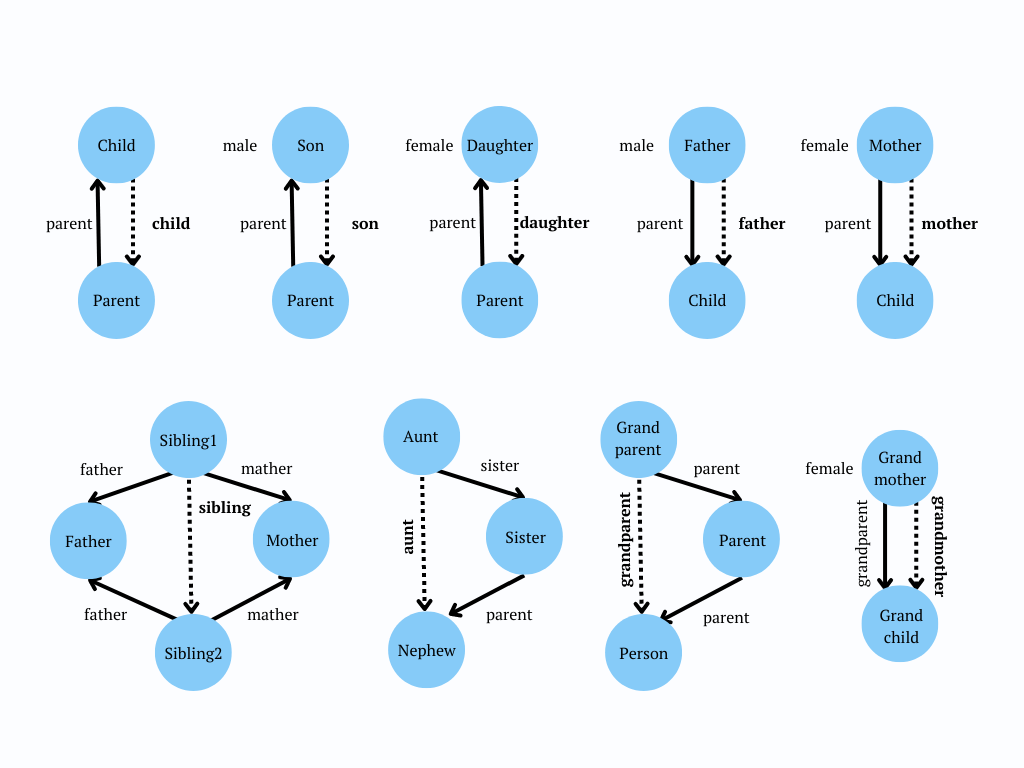 Child
parent
child
Parent
male
Son
parent
son
Parent
female
Daughter
parent
daughter
Parent
male
Father
parent
father
Child
female
Mother
parent
mother
Child
Sibling1
father
mather
sibling
Father
Mother
father
mather
Sibling2
Aunt
sister
aunt
Sister
parent
Nephew
Grand
parent
parent
grandparent
Parent
parent
Person
female
Grand
mother
grandparent
grandmother
Grand
child